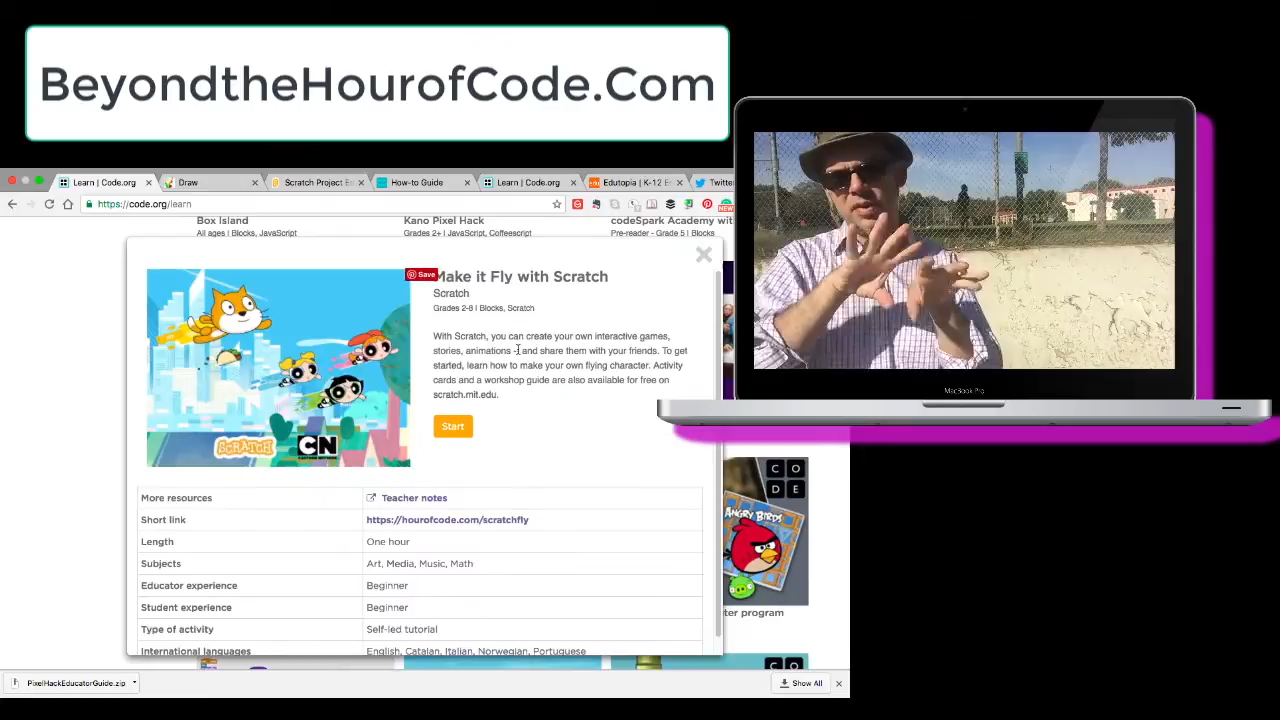 BeyondtheHourofCode.Com
Learn | Code.org
Draw
Scratch Project E
How-to Guide
Learn | Code.org
Edutopia | K-12 E
Twitter
https://code.org/learn
NEW
Box Island
Kano Pixel Hack
codeSpark Academy wit
All ages | Blocks, JavaScript
Grades 2+ | JavaScript, Coffeescript
Pre-reader - Grade 5 | Blocks
Save
Make it Fly with Scratch
Scratch
Grades 2-8 | Blocks, Scratch
With Scratch, you can create your own interactive games,
stories, animations - and share them with your friends. To get
started, learn how to make your own flying character. Activity
cards and a workshop guide are also available for free on
scratch.mit.edu.
Start
SCRATCH
CN
MacBook Pro
More resources
Teacher notes
Short link
https://hourofcode.com/scratchfly
Length
One hour
Subjects
Art, Media, Music, Math
Educator experience
Beginner
Student experience
Beginner
Type of activity
Self-led tutorial
International languages
English, Catalan, Italian, Norwegian, Portuguese
C O
D E
ANGRY BIRDS
ter program
C O
PixelHackEducatorGuide.zip
Show All